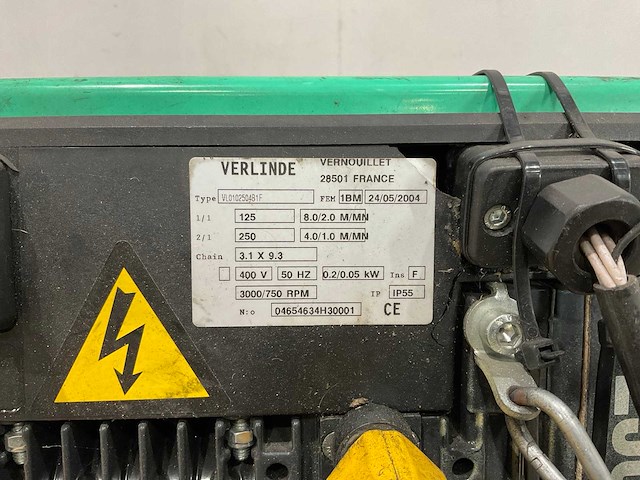 VERLINDE VERNOUILLET
28501 FRANCE
Type VL0102504B1F FEM 1BM 24/05/2004
1/1 125 8.0/2.0 M/MN
2/1 250 4.0/1.0 M/MN
Chain 3.1 X 9.3
400 V 50 HZ 0.2/0.05 kW Ins F
3000/750 RPM IP IP55
N:o 04654634H30001 CE